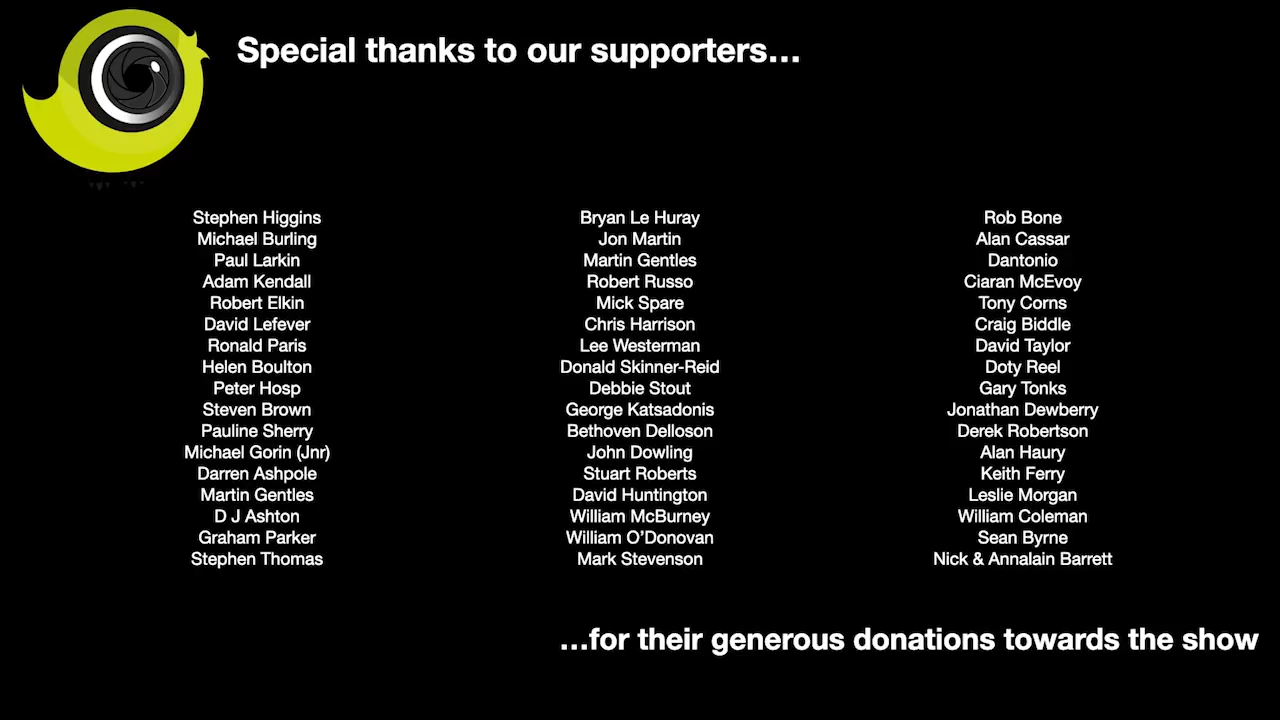 Special thanks to our supporters...
Stephen Higgins
Michael Burling
Paul Larkin
Adam Kendall
Robert Elkin
David Lefever
Ronald Paris
Helen Boulton
Peter Hosp
Steven Brown
Pauline Sherry
Michael Gorin (Jnr)
Darren Ashpole
Martin Gentles
D J Ashton
Graham Parker
Stephen Thomas
Bryan Le Huray
Jon Martin
Martin Gentles
Robert Russo
Mick Spare
Chris Harrison
Lee Westerman
Donald Skinner-Reid
Debbie Stout
George Katsadonis
Bethoven Delloson
John Dowling
Stuart Roberts
David Huntington
William McBurney
William O’Donovan
Mark Stevenson
Rob Bone
Alan Cassar
Dantonio
Ciaran McEvoy
Tony Corns
Craig Biddle
David Taylor
Doty Reel
Gary Tonks
Jonathan Dewberry
Derek Robertson
Alan Haury
Keith Ferry
Leslie Morgan
William Coleman
Sean Byrne
Nick & Annalain Barrett
...for their generous donations towards the show